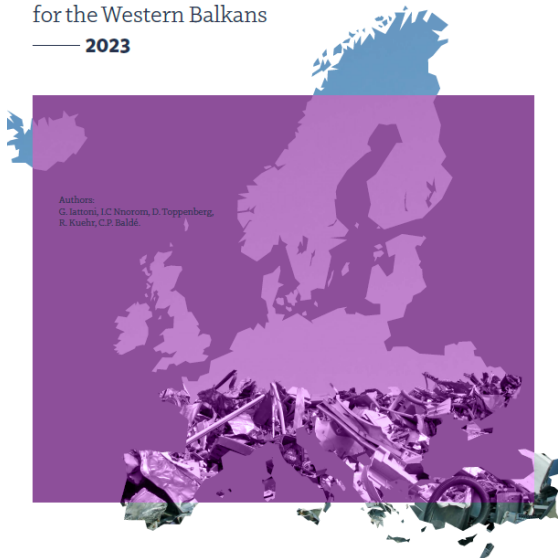 for the Western Balkans
2023
Authors:
G. Iattoni, I.C Nnorom, D. Toppenberg,
R. Kuehr, C.P. Baldé.